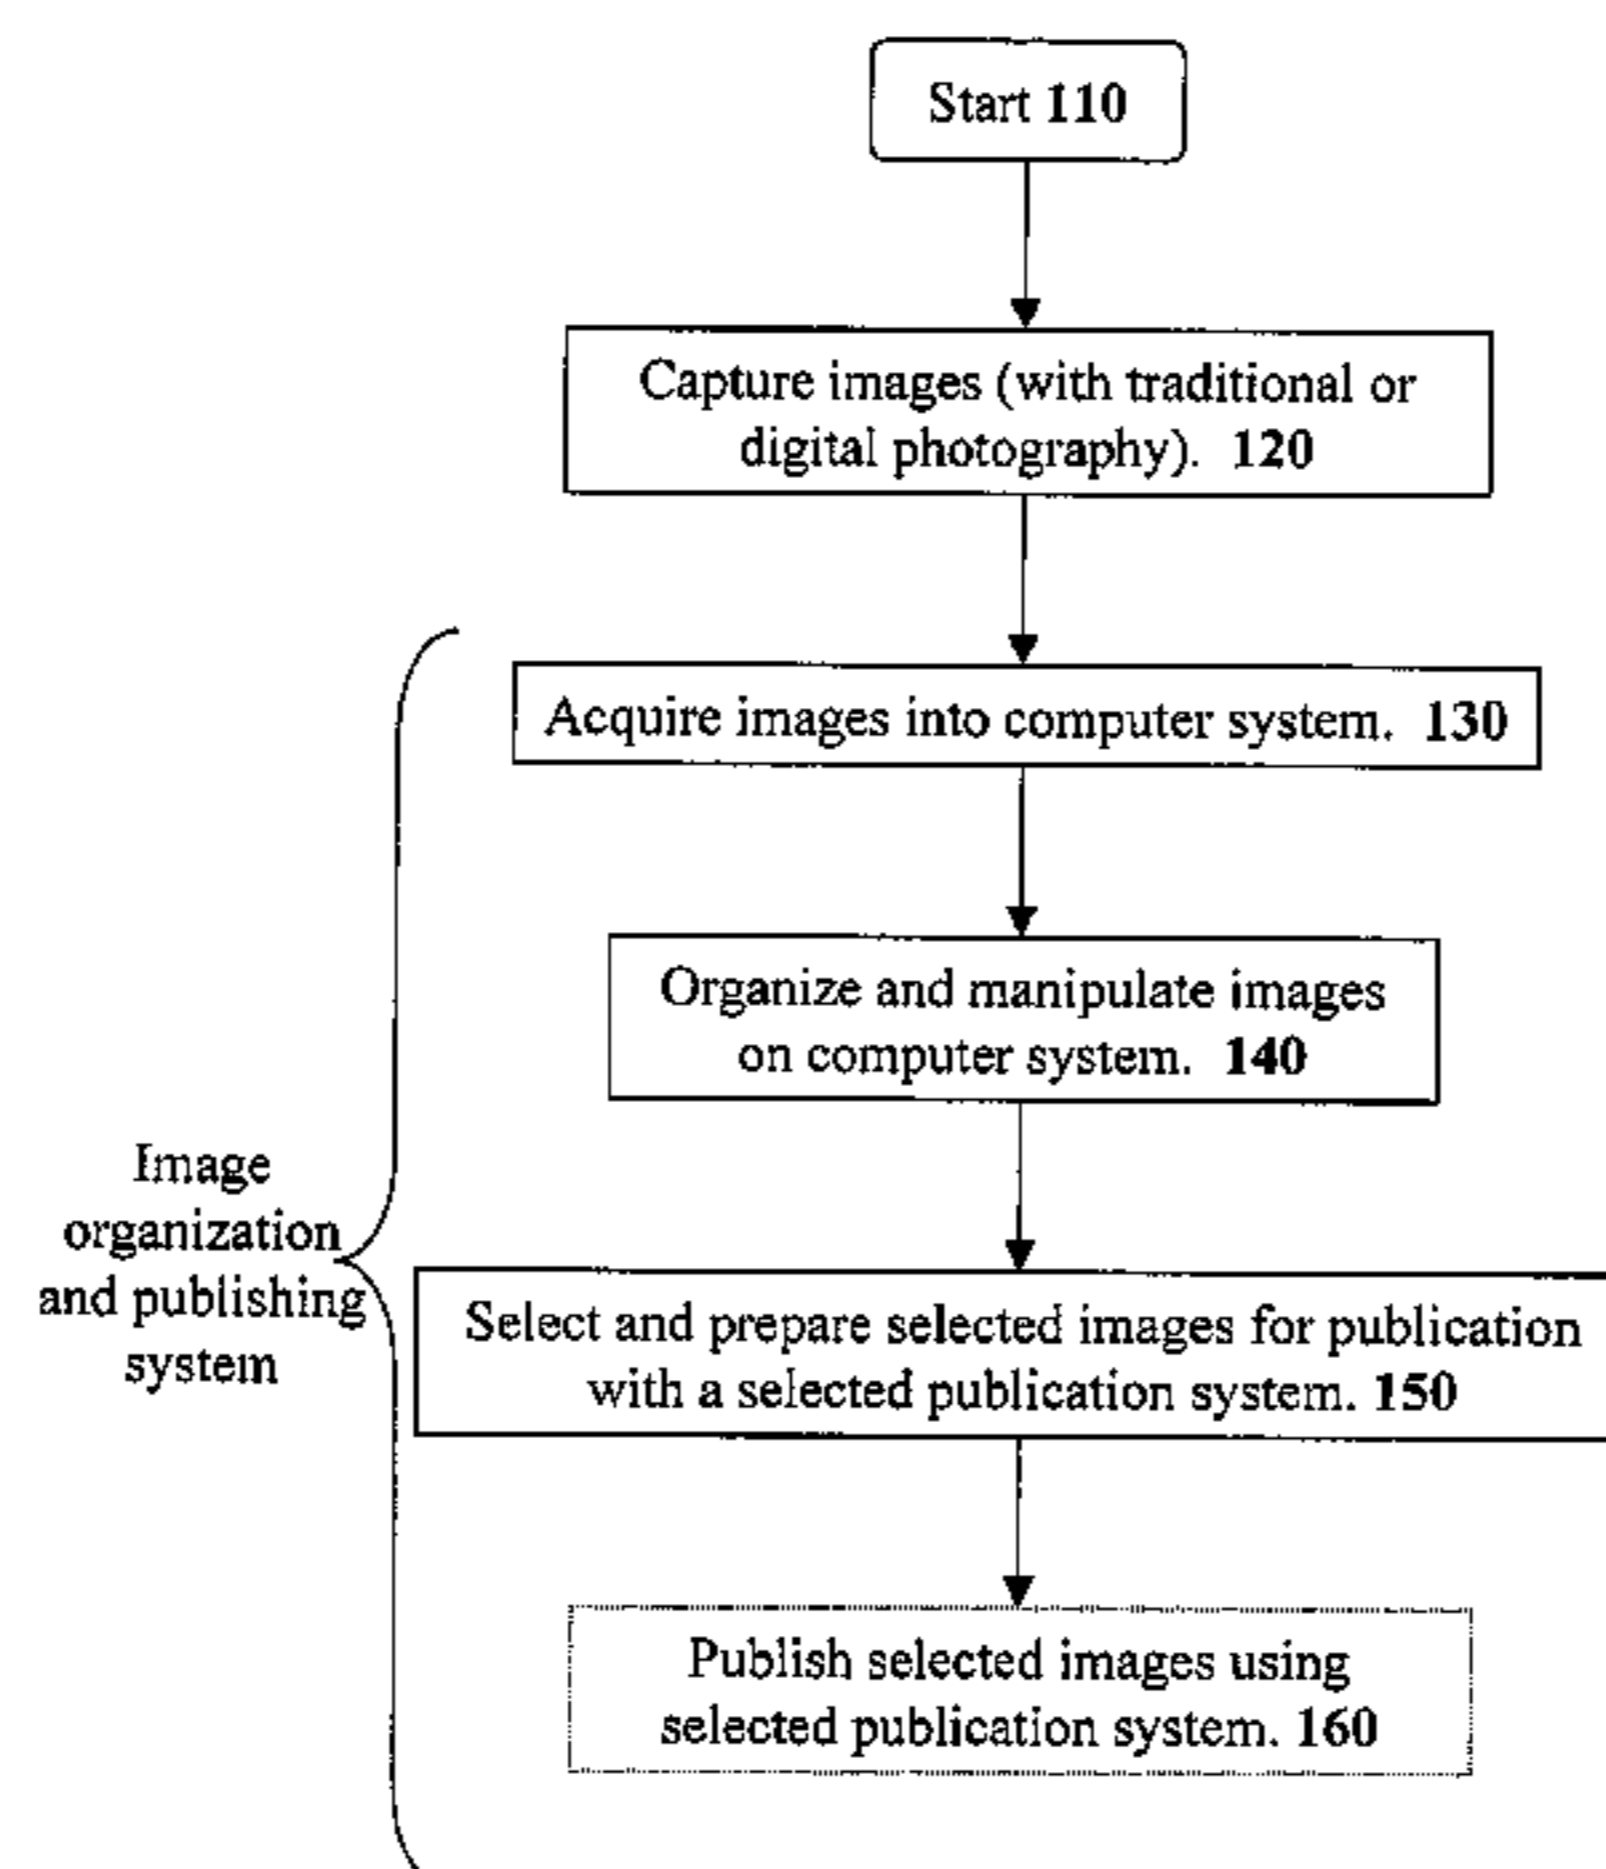 Start 110
Capture images (with traditional or
digital photography). 120
Acquire images into computer system. 130
Organize and manipulate images
on computer system. 140
Image
organization
and publishing
system
Select and prepare selected images for publication
with a selected publication system. 150
Publish selected images using
selected publication system. 160